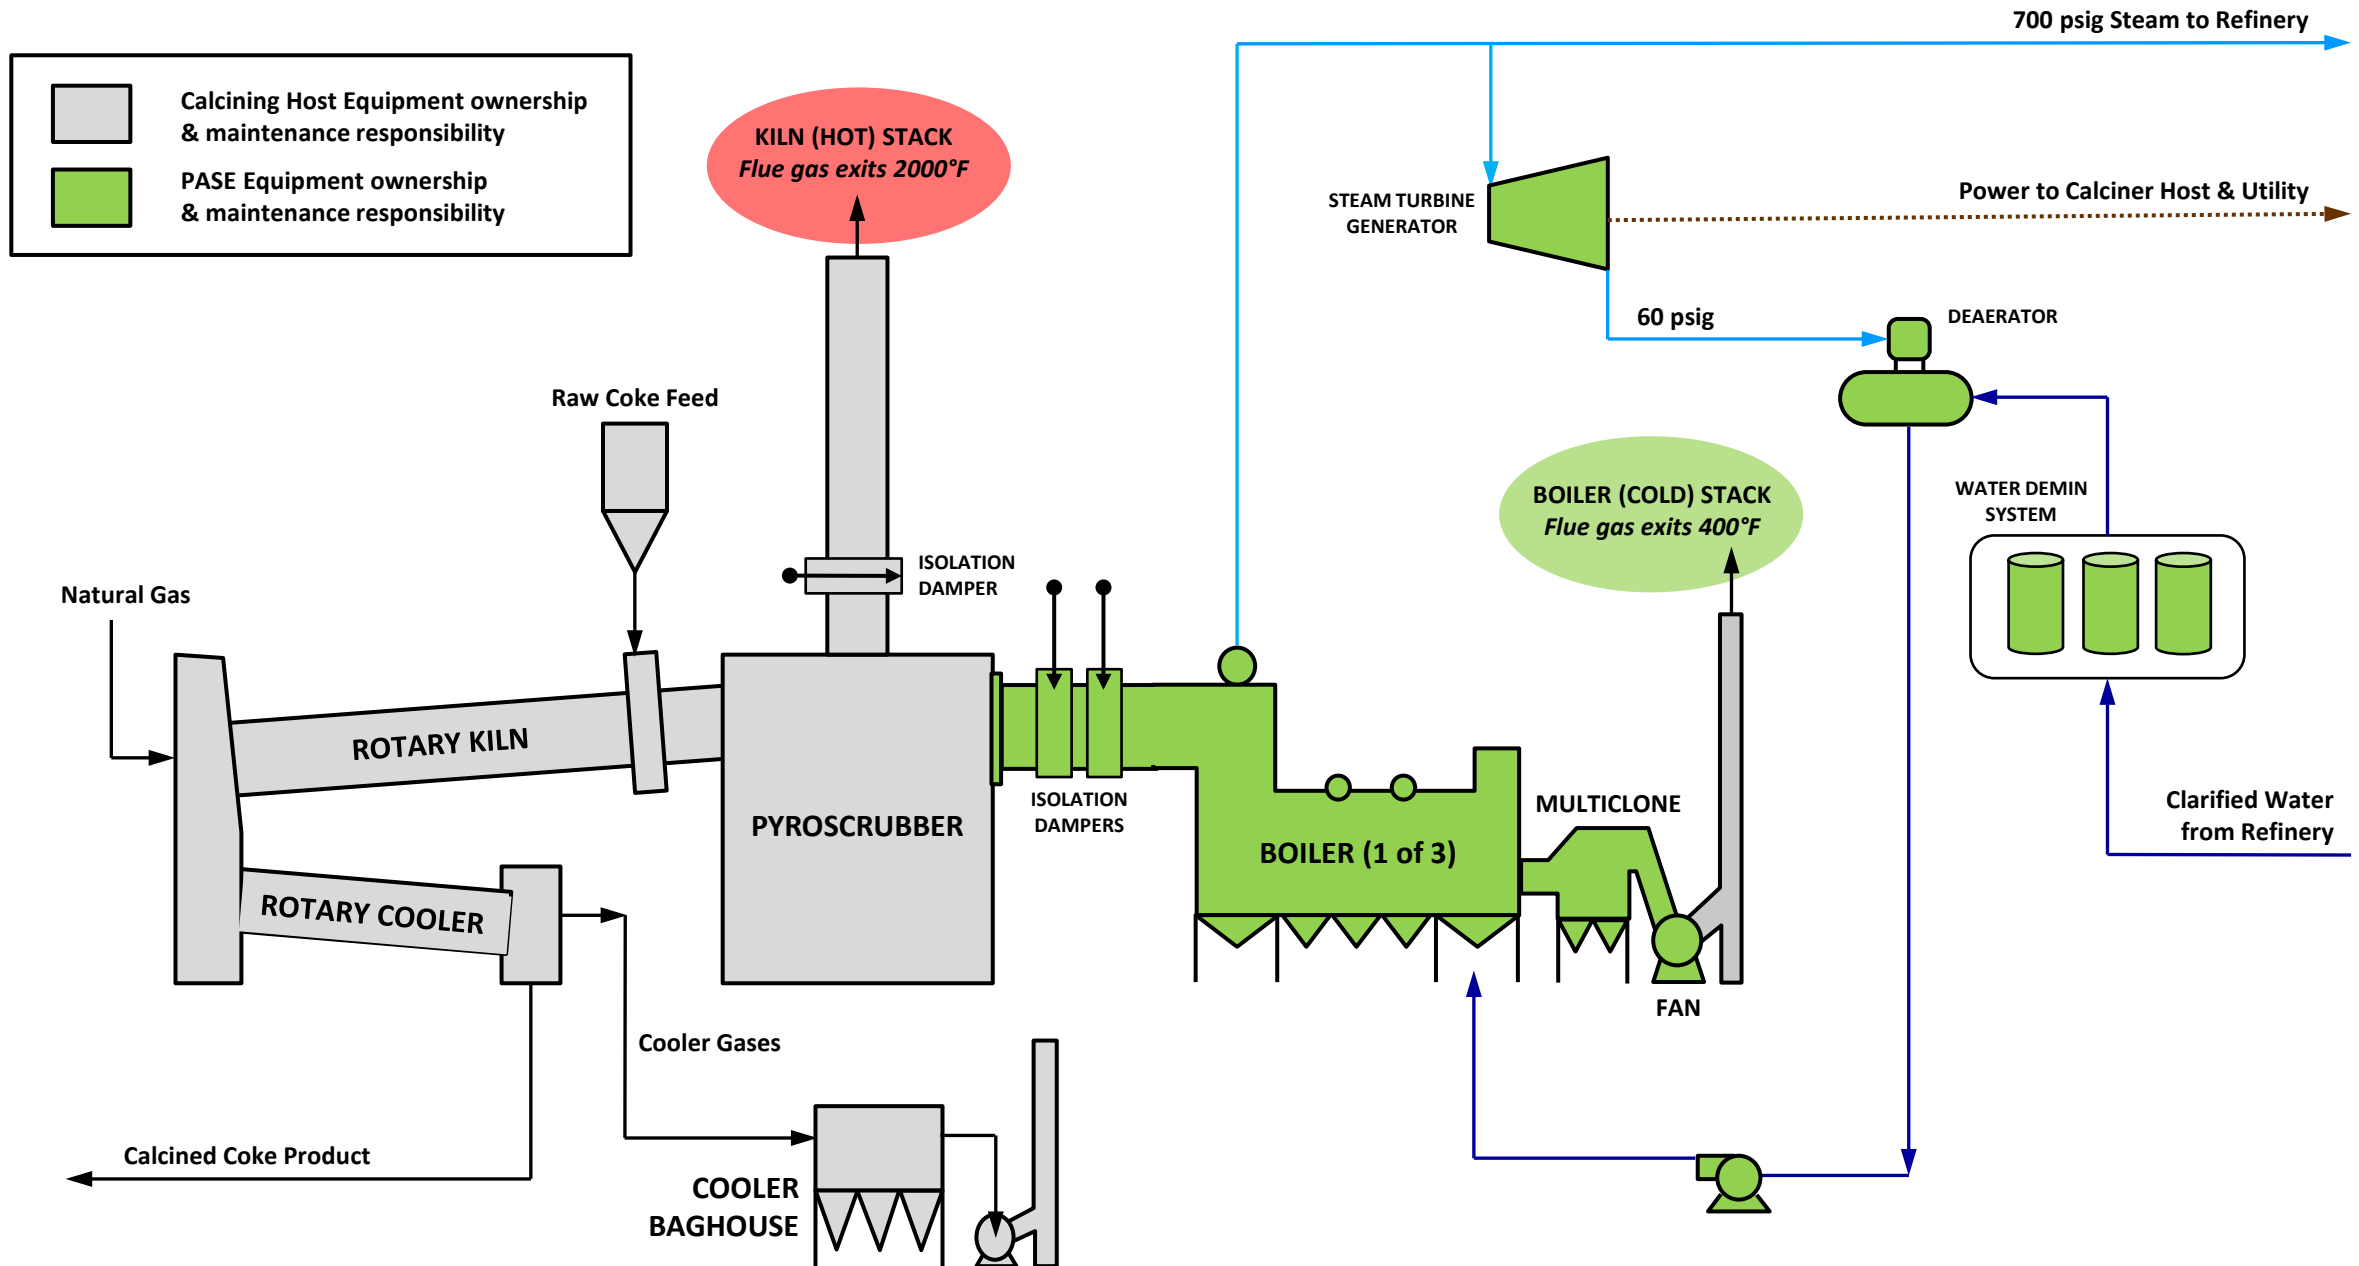 700 psig Steam to Refinery
Calcining Host Equipment ownership
& maintenance responsibility
PASE Equipment ownership
& maintenance responsibility
KILN (HOT) STACK
Flue gas exits 2000°F
STEAM TURBINE
GENERATOR
Power to Calciner Host & Utility
60 psig
DEAERATOR
Raw Coke Feed
BOILER (COLD) STACK
Flue gas exits 400°F
WATER DEMIN
SYSTEM
ISOLATION
DAMPER
Natural Gas
ROTARY KILN
PYROSCRUBBER
ISOLATION
DAMPERS
BOILER (1 of 3)
MULTICLONE
Clarified Water
from Refinery
ROTARY COOLER
FAN
Cooler Gases
Calcined Coke Product
COOLER
BAGHOUSE